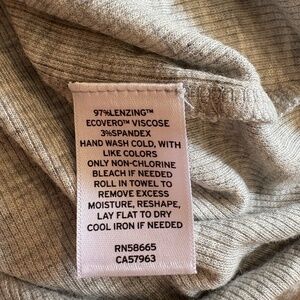 97%LENZING™
ECOVERO™ VISCOSE
3%SPANDEX
HAND WASH COLD, WITH
LIKE COLORS
ONLY NON-CHLORINE
BLEACH IF NEEDED
ROLL IN TOWEL TO
REMOVE EXCESS
MOISTURE, RESHAPE,
LAY FLAT TO DRY
COOL IRON IF NEEDED
RN58665
CA57963